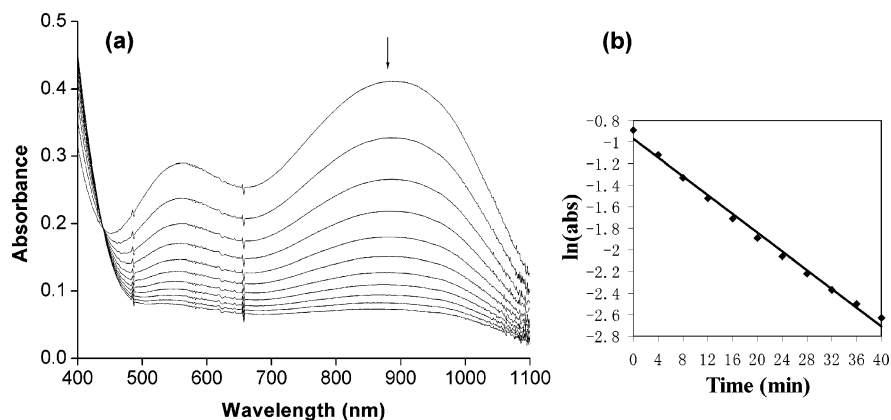 (a)
Absorbance
0.5
0.4
0.3
0.2
0.1
0.0
400 500 600 700 800 900 1000 1100
Wavelength (nm)
(b)
ln(abs)
-0.8
-1
-1.2
-1.4
-1.6
-1.8
-2
-2.2
-2.4
-2.6
-2.8
0 4 8 12 16 20 24 28 32 36 40
Time (min)